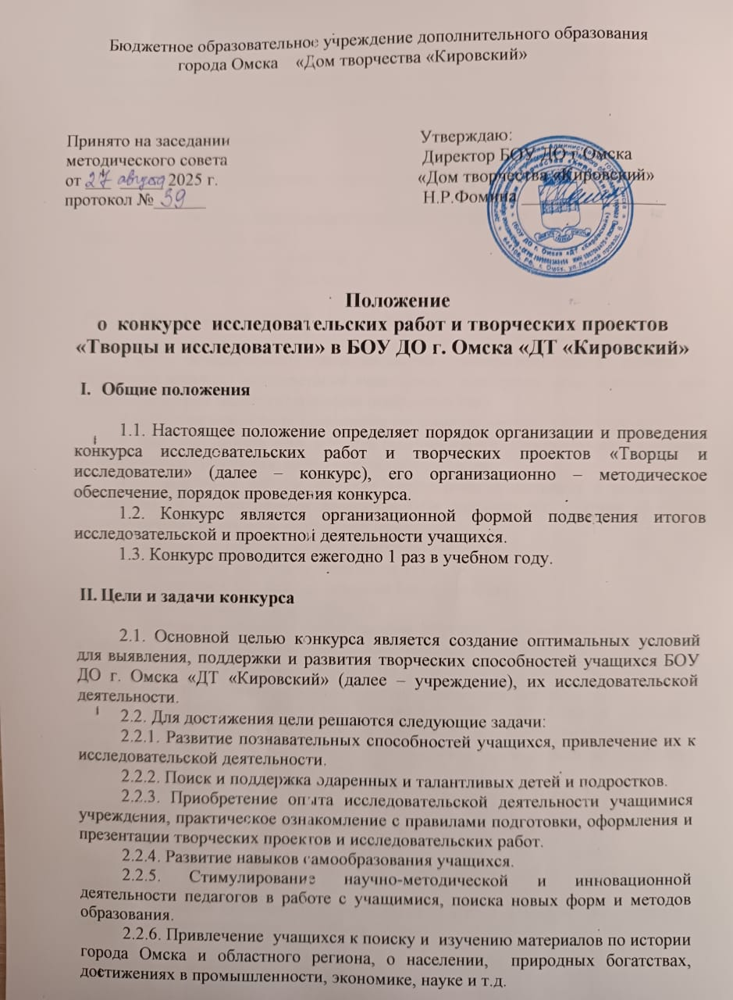 Бюджетное образовательное учреждение дополнительного образования
города Омска «Дом творчества «Кировский»
Принято на заседании
методического совета
от 27 август 2025 г.
протокол № 39
Утверждаю:
Директор БОУ ДО г.Омска
«Дом творчества «Кировский»
Н.Р.Фомина
Положение
о конкурсе исследовательских работ и творческих проектов
«Творцы и исследователи» в БОУ ДО г. Омска «ДТ «Кировский»
I. Общие положения
1.1. Настоящее положение определяет порядок организации и проведения
конкурса исследовательских работ и творческих проектов «Творцы и
исследователи» (далее – конкурс), его организационно – методическое
обеспечение, порядок проведения конкурса.
1.2. Конкурс является организационной формой подведения итогов
исследовательской и проектной деятельности учащихся.
1.3. Конкурс проводится ежегодно 1 раз в учебном году.
II. Цели и задачи конкурса
2.1. Основной целью конкурса является создание оптимальных условий
для выявления, поддержки и развития творческих способностей учащихся БОУ
ДО г. Омска «ДТ «Кировский» (далее – учреждение), их исследовательской
деятельности.
2.2. Для достижения цели решаются следующие задачи:
2.2.1. Развитие познавательных способностей учащихся, привлечение их к
исследовательской деятельности.
2.2.2. Поиск и поддержка одаренных и талантливых детей и подростков.
2.2.3. Приобретение опыта исследовательской деятельности учащимися
учреждения, практическое ознакомление с правилами подготовки, оформления и
презентации творческих проектов и исследовательских работ.
2.2.4. Развитие навыков самообразования учащихся.
2.2.5. Стимулирование научно-методической и инновационной
деятельности педагогов в работе с учащимися, поиска новых форм и методов
образования.
2.2.6. Привлечение учащихся к поиску и изучению материалов по истории
города Омска и областного региона, о населении, природных богатствах,
достижениях в промышленности, экономике, науке и т.д.